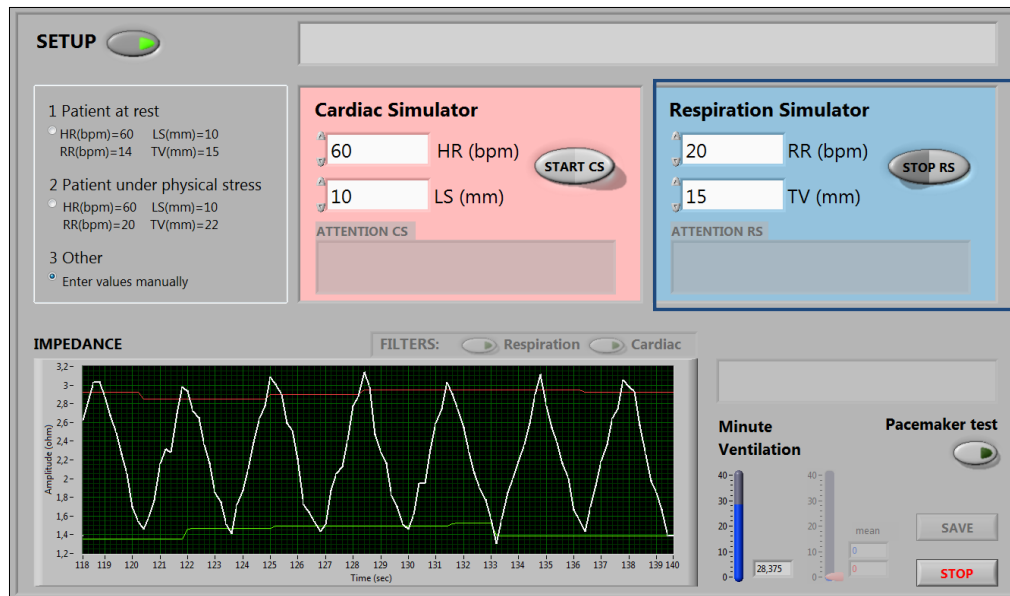 SETUP
1 Patient at rest
HR(bpm)=60 LS(mm)=10
RR(bpm)=14 TV(mm)=15
2 Patient under physical stress
HR(bpm)=60 LS(mm)=10
RR(bpm)=20 TV(mm)=22
3 Other
Enter values manually
Cardiac Simulator
60 HR (bpm)
START CS
10 LS (mm)
ATTENTION CS
Respiration Simulator
20 RR (bpm)
STOP RS
15 TV (mm)
ATTENTION RS
IMPEDANCE
FILTERS: Respiration Cardiac
Amplitude (ohm)
3,2-
3-
2,8-
2,6-
2,4-
2,2-
2-
1,8-
1,6-
1,4-
1,2-
118 119 120 121 122 123 124 125 126 127 128 129 130 131 132 133 134 135 136 137 138 139 140
Time (sec)
Minute
Ventilation
40-
30-
20-
10-
0-
28,375
40-
30-
20-
10-
0-
mean
0
0
Pacemaker test
SAVE
STOP